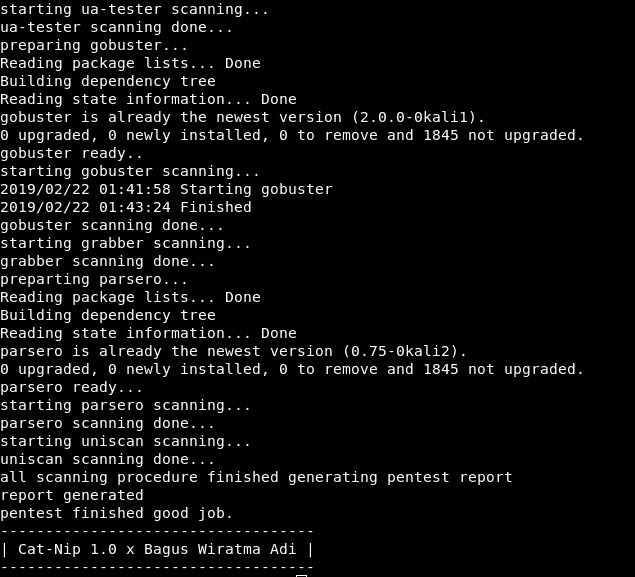 starting ua-tester scanning...
ua-tester scanning done...
preparing gobuster...
Reading package lists... Done
Building dependency tree
Reading state information... Done
gobuster is already the newest version (2.0.0-0kali1).
0 upgraded, 0 newly installed, 0 to remove and 1845 not upgraded.
gobuster ready..
starting gobuster scanning...
2019/02/22 01:41:58 Starting gobuster
2019/02/22 01:43:24 Finished
gobuster scanning done...
starting grabber scanning...
grabber scanning done...
preparting parsero...
Reading package lists... Done
Building dependency tree
Reading state information... Done
parsero is already the newest version (0.75-0kali2).
0 upgraded, 0 newly installed, 0 to remove and 1845 not upgraded.
parsero ready...
starting parsero scanning...
parsero scanning done...
starting uniscan scanning...
uniscan scanning done...
all scanning procedure finished generating pentest report
report generated
pentest finished good job.
-----------------------------------
| Cat-Nip 1.0 x Bagus Wiratma Adi |
-----------------------------------